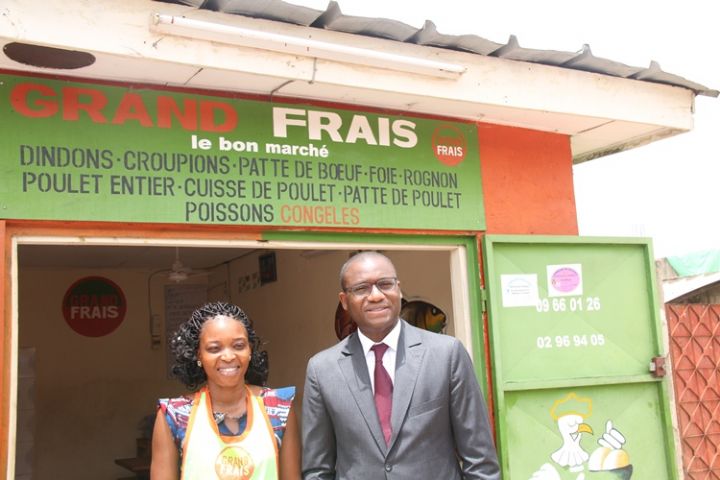 GRAND FRAIS
le bon marché
FRAIS
DINDONS·CROUPIONS·PATTE DE BŒUF·FOIE·ROGNON
POULET ENTIER·CUISSE DE POULET·PATTE DE POULET
POISSONS CONGELES
GRAND
FRAIS
09 66 01 26
02 96 94 05
GRAND
FRAIS